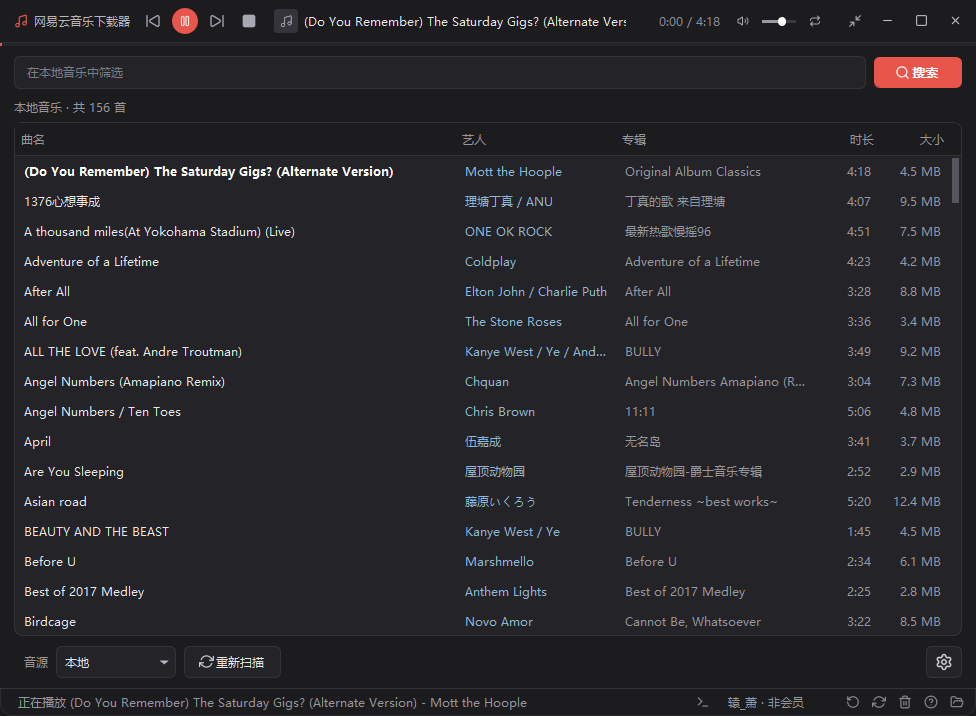 网易云音乐下载器 (Do You Remember) The Saturday Gigs? (Alternate Vers 0:00 / 4:18
在本地音乐中筛选 搜索
本地音乐 · 共 156 首
曲名 艺人 专辑 时长 大小
(Do You Remember) The Saturday Gigs? (Alternate Version) Mott the Hoople Original Album Classics 4:18 4.5 MB
1376心想事成 理塘丁真 / ANU 丁真的歌 来自理塘 4:07 9.5 MB
A thousand miles(At Yokohama Stadium) (Live) ONE OK ROCK 最新热歌慢摇96 4:51 7.5 MB
Adventure of a Lifetime Coldplay Adventure of a Lifetime 4:23 4.2 MB
After All Elton John / Charlie Puth After All 3:28 8.8 MB
All for One The Stone Roses All for One 3:36 3.4 MB
ALL THE LOVE (feat. Andre Troutman) Kanye West / Ye / And... BULLY 3:49 9.2 MB
Angel Numbers (Amapiano Remix) Chquan Angel Numbers Amapiano (R... 3:04 7.3 MB
Angel Numbers / Ten Toes Chris Brown 11:11 5:06 4.8 MB
April 伍嘉成 无名岛 3:41 3.7 MB
Are You Sleeping 屋顶动物园 屋顶动物园-爵士音乐专辑 2:52 2.9 MB
Asian road 藤原いくろう Tenderness ~best works~ 5:20 12.4 MB
BEAUTY AND THE BEAST Kanye West / Ye BULLY 1:45 4.5 MB
Before U Marshmello Before U 2:34 6.1 MB
Best of 2017 Medley Anthem Lights Best of 2017 Medley 2:25 2.8 MB
Birdcage Novo Amor Cannot Be, Whatsoever 3:22 8.5 MB
音源 本地 重新扫描
正在播放 (Do You Remember) The Saturday Gigs? (Alternate Version) - Mott the Hoople 辕_萧 · 非会员